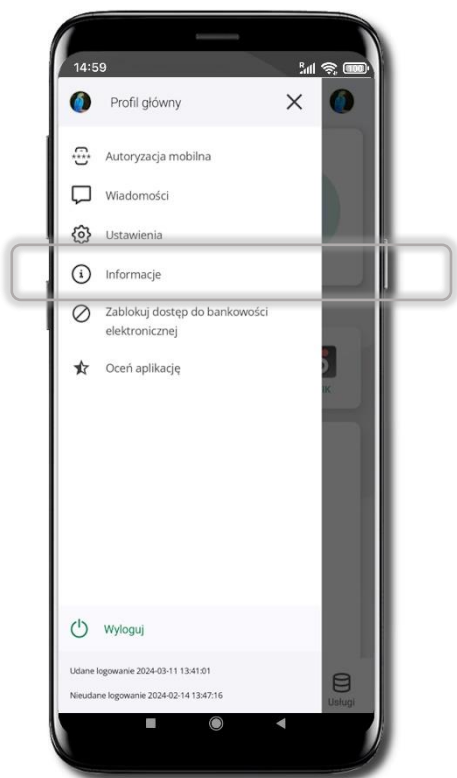 14:59
R
100
Profil główny
Autoryzacja mobilna
Wiadomości
Ustawienia
Informacje
Zablokuj dostęp do bankowości
elektronicznej
Oceń aplikację
Wyloguj
Udane logowanie 2024-03-11 13:41:01
Nieudane logowanie 2024-02-14 13:47:16
Usługi